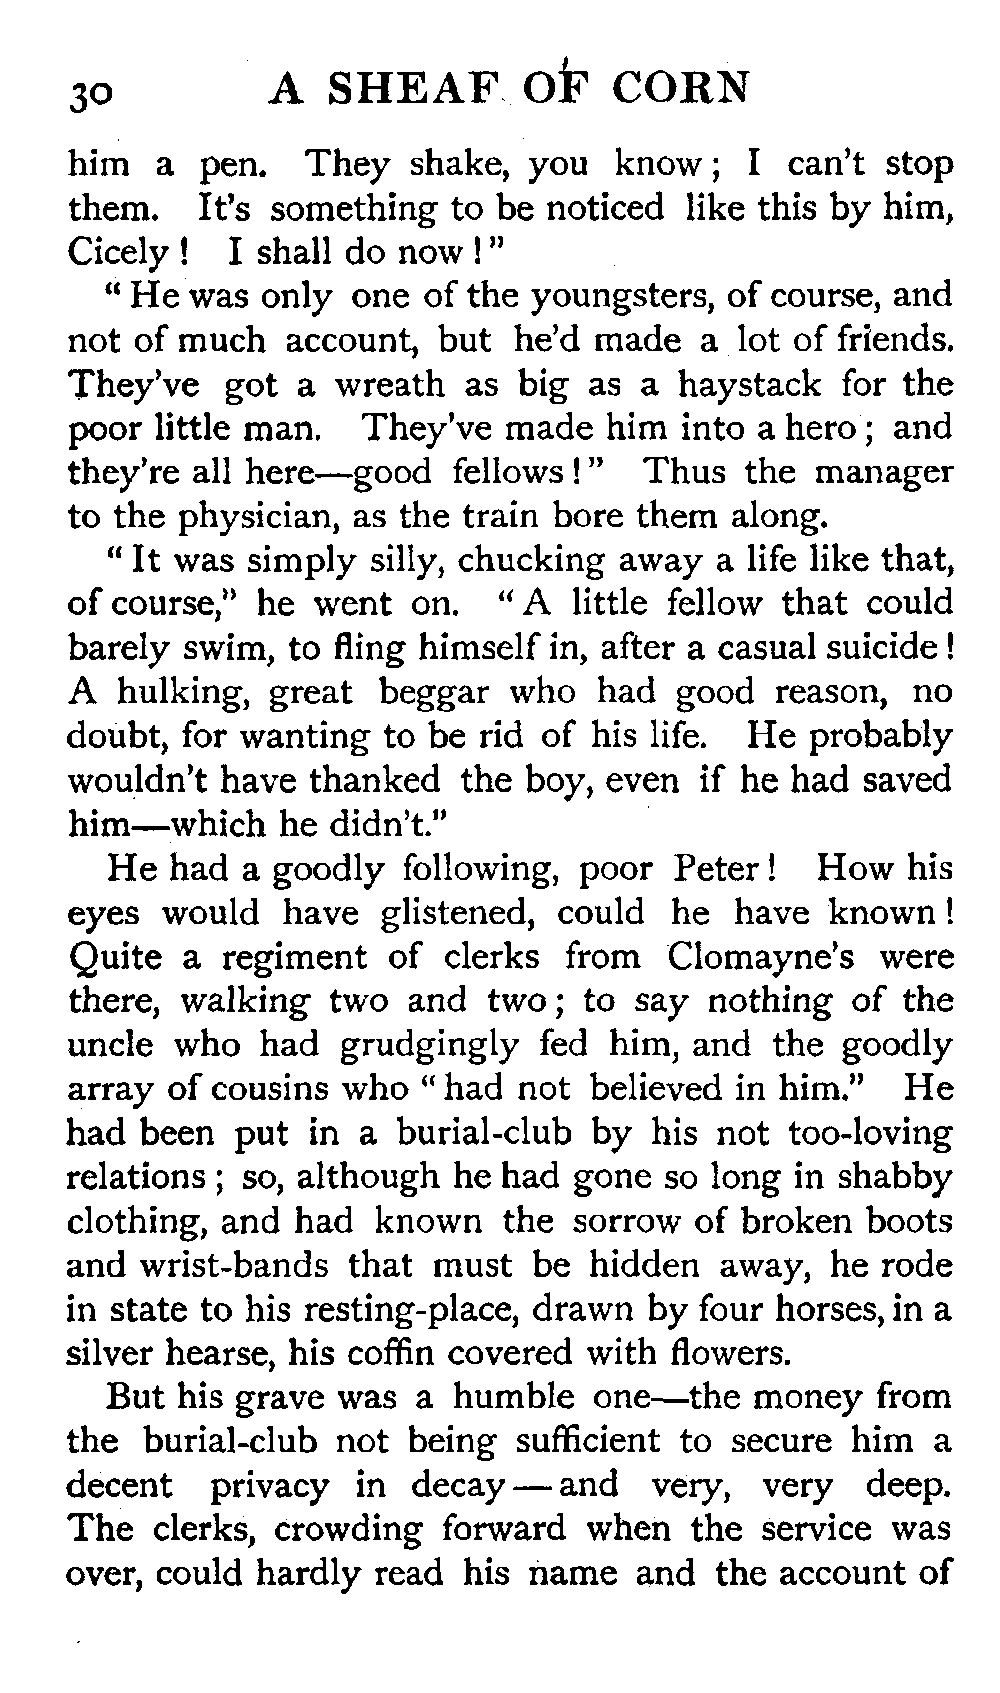 30 A SHEAF OF CORN
him a pen. They shake, you know; I can't stop
them. It's something to be noticed like this by him,
Cicely! I shall do now!"
"He was only one of the youngsters, of course, and
not of much account, but he'd made a lot of friends.
They've got a wreath as big as a haystack for the
poor little man. They've made him into a hero; and
they're all here—good fellows!" Thus the manager
to the physician, as the train bore them along.
"It was simply silly, chucking away a life like that,
of course," he went on. "A little fellow that could
barely swim, to fling himself in, after a casual suicide!
A hulking, great beggar who had good reason, no
doubt, for wanting to be rid of his life. He probably
wouldn't have thanked the boy, even if he had saved
him—which he didn't."
He had a goodly following, poor Peter! How his
eyes would have glistened, could he have known!
Quite a regiment of clerks from Clomayne's were
there, walking two and two; to say nothing of the
uncle who had grudgingly fed him, and the goodly
array of cousins who "had not believed in him." He
had been put in a burial-club by his not too-loving
relations; so, although he had gone so long in shabby
clothing, and had known the sorrow of broken boots
and wrist-bands that must be hidden away, he rode
in state to his resting-place, drawn by four horses, in a
silver hearse, his coffin covered with flowers.
But his grave was a humble one—the money from
the burial-club not being sufficient to secure him a
decent privacy in decay—and very, very deep.
The clerks, crowding forward when the service was
over, could hardly read his name and the account of